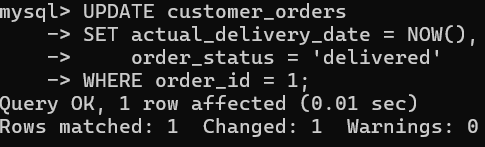 mysql> UPDATE customer_orders
    -> SET actual_delivery_date = NOW(),
    ->     order_status = 'delivered'
    -> WHERE order_id = 1;
Query OK, 1 row affected (0.01 sec)
Rows matched: 1  Changed: 1  Warnings: 0